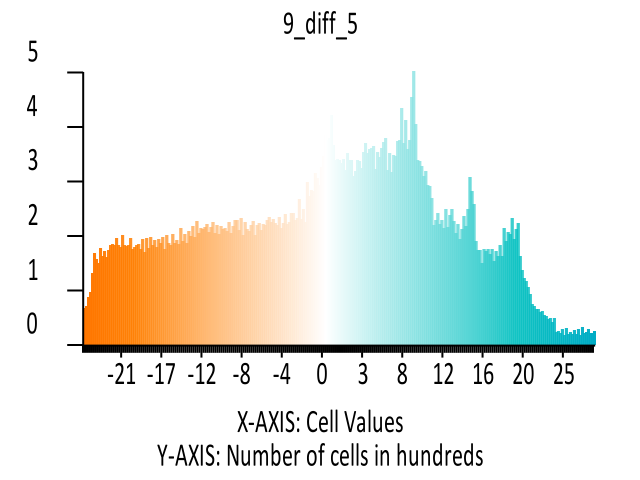 9_diff_5
5
4
3
2
1
0
-21 -17 -12 -8 -4 0 3 8 12 16 20 25
X-AXIS: Cell Values
Y-AXIS: Number of cells in hundreds